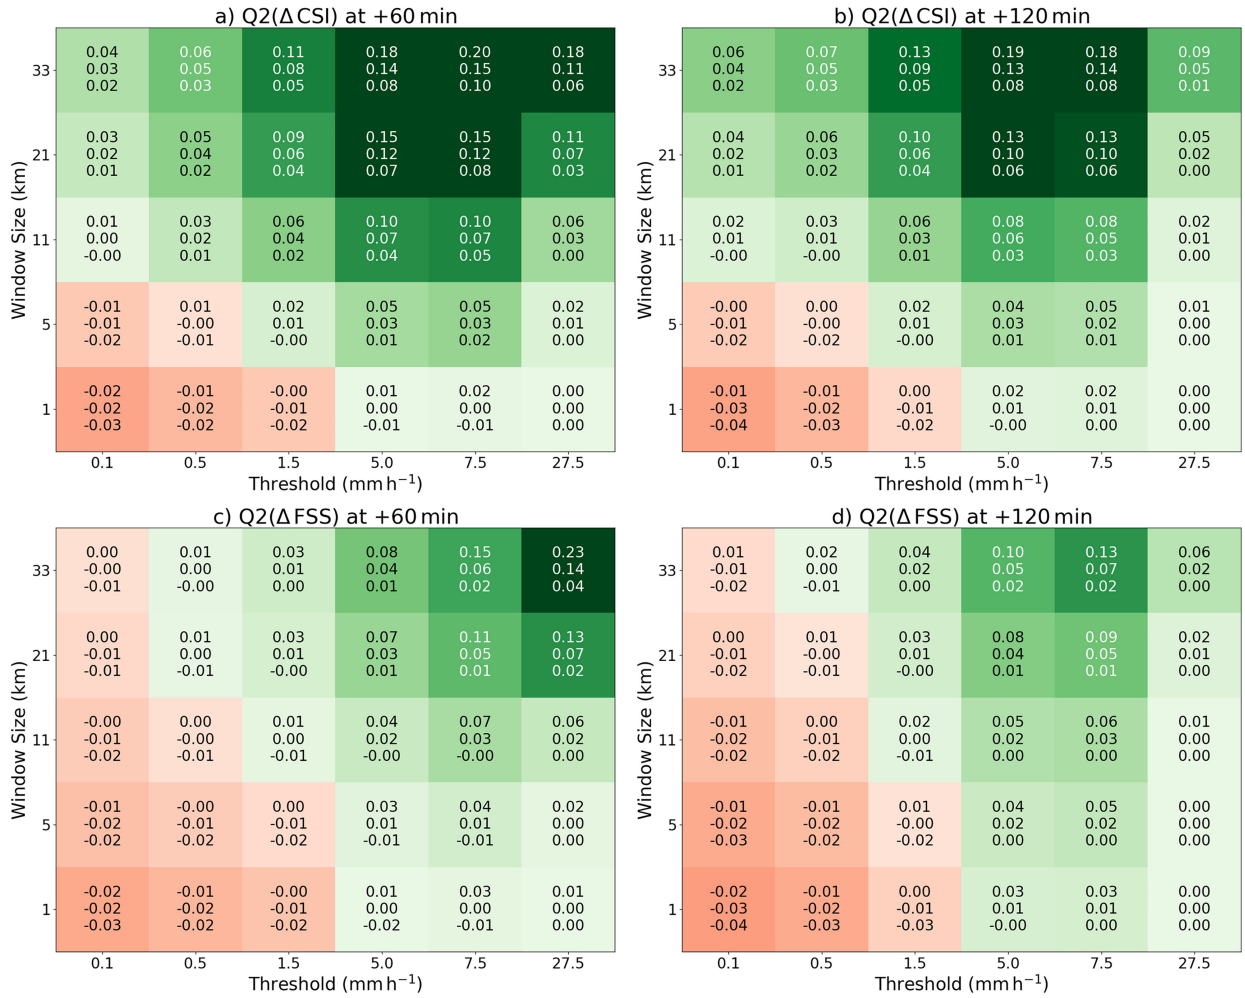 a) Q2(Δ CSI) at +60 min
0.04 0.06 0.11 0.18 0.20 0.18
33 0.03 0.05 0.08 0.14 0.15 0.11
0.02 0.03 0.05 0.08 0.10 0.06
0.03 0.05 0.09 0.15 0.15 0.11
21 0.02 0.04 0.06 0.12 0.12 0.07
0.01 0.02 0.04 0.07 0.08 0.03
0.01 0.03 0.06 0.10 0.10 0.06
11 0.00 0.02 0.04 0.07 0.07 0.03
-0.00 0.01 0.02 0.04 0.05 0.00
-0.01 0.01 0.02 0.05 0.05 0.02
5 -0.01 -0.00 0.01 0.03 0.03 0.01
-0.02 -0.01 -0.00 0.01 0.02 0.00
-0.02 -0.01 -0.00 0.01 0.02 0.00
1 -0.02 -0.02 -0.01 0.00 0.00 0.00
-0.03 -0.02 -0.02 -0.01 -0.01 0.00
0.1 0.5 1.5 5.0 7.5 27.5
Threshold (mm h⁻¹)
Window Size (km)
b) Q2(Δ CSI) at +120 min
0.06 0.07 0.13 0.19 0.18 0.09
33 0.04 0.05 0.09 0.13 0.14 0.05
0.02 0.03 0.05 0.08 0.08 0.01
0.04 0.06 0.10 0.13 0.13 0.05
21 0.02 0.03 0.06 0.10 0.10 0.02
0.01 0.02 0.04 0.06 0.06 0.00
0.02 0.03 0.06 0.08 0.08 0.02
11 0.01 0.01 0.03 0.06 0.05 0.01
-0.00 -0.00 0.01 0.03 0.03 0.00
-0.00 0.00 0.02 0.04 0.05 0.01
5 -0.01 -0.00 0.01 0.03 0.02 0.00
-0.02 -0.02 -0.00 0.01 0.01 0.00
-0.01 -0.01 0.00 0.02 0.02 0.00
1 -0.03 -0.02 -0.01 0.01 0.01 0.00
-0.04 -0.03 -0.02 -0.00 0.00 0.00
0.1 0.5 1.5 5.0 7.5 27.5
Threshold (mm h⁻¹)
Window Size (km)
c) Q2(Δ FSS) at +60 min
0.00 0.01 0.03 0.08 0.15 0.23
33 -0.00 0.00 0.01 0.04 0.06 0.14
-0.01 -0.00 0.00 0.01 0.02 0.04
0.00 0.01 0.03 0.07 0.11 0.13
21 -0.01 0.00 0.01 0.03 0.05 0.07
-0.01 -0.01 -0.00 0.01 0.01 0.02
-0.00 0.00 0.01 0.04 0.07 0.06
11 -0.01 -0.00 0.00 0.02 0.03 0.02
-0.02 -0.01 -0.01 -0.00 -0.00 0.00
-0.01 -0.00 0.00 0.03 0.04 0.02
5 -0.02 -0.01 -0.01 0.01 0.01 0.00
-0.02 -0.02 -0.02 -0.01 -0.01 0.00
-0.02 -0.01 -0.00 0.01 0.03 0.01
1 -0.02 -0.02 -0.01 0.00 0.00 0.00
-0.03 -0.02 -0.02 -0.02 -0.01 0.00
0.1 0.5 1.5 5.0 7.5 27.5
Threshold (mm h⁻¹)
Window Size (km)
d) Q2(Δ FSS) at +120 min
0.01 0.02 0.04 0.10 0.13 0.06
33 -0.01 0.00 0.02 0.05 0.07 0.02
-0.02 -0.01 0.00 0.02 0.02 0.00
0.00 0.01 0.03 0.08 0.09 0.02
21 -0.01 0.00 0.01 0.04 0.05 0.01
-0.02 -0.01 -0.00 0.01 0.01 0.00
-0.01 0.00 0.02 0.05 0.06 0.01
11 -0.02 -0.01 0.00 0.02 0.03 0.00
-0.02 -0.02 -0.01 0.00 0.00 0.00
-0.01 -0.01 0.01 0.04 0.05 0.00
5 -0.02 -0.02 -0.01 0.02 0.02 0.00
-0.03 -0.02 -0.02 0.00 0.00 0.00
-0.02 -0.01 0.00 0.03 0.03 0.00
1 -0.03 -0.02 -0.01 0.01 0.01 0.00
-0.04 -0.03 -0.03 -0.00 0.00 0.00
0.1 0.5 1.5 5.0 7.5 27.5
Threshold (mm h⁻¹)
Window Size (km)